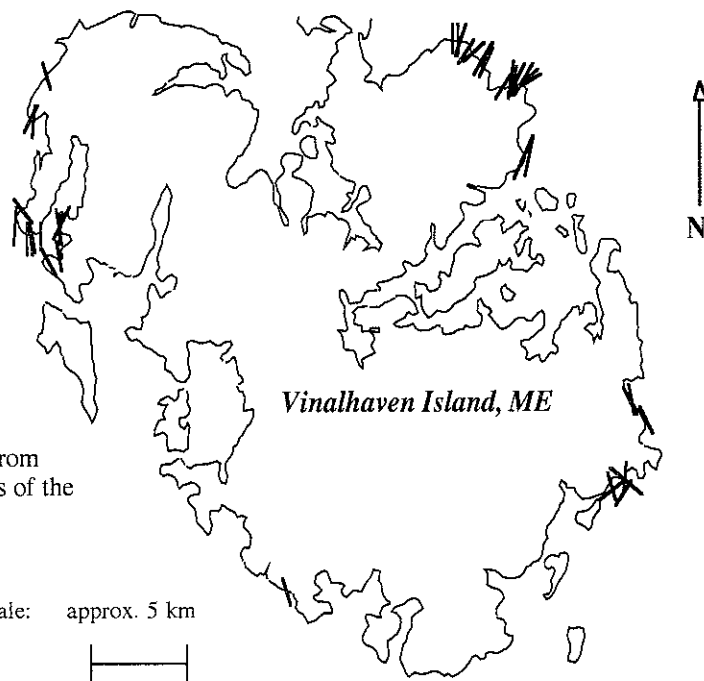 N
Vinalhaven Island, ME
rom
s of the
ale: approx. 5 km